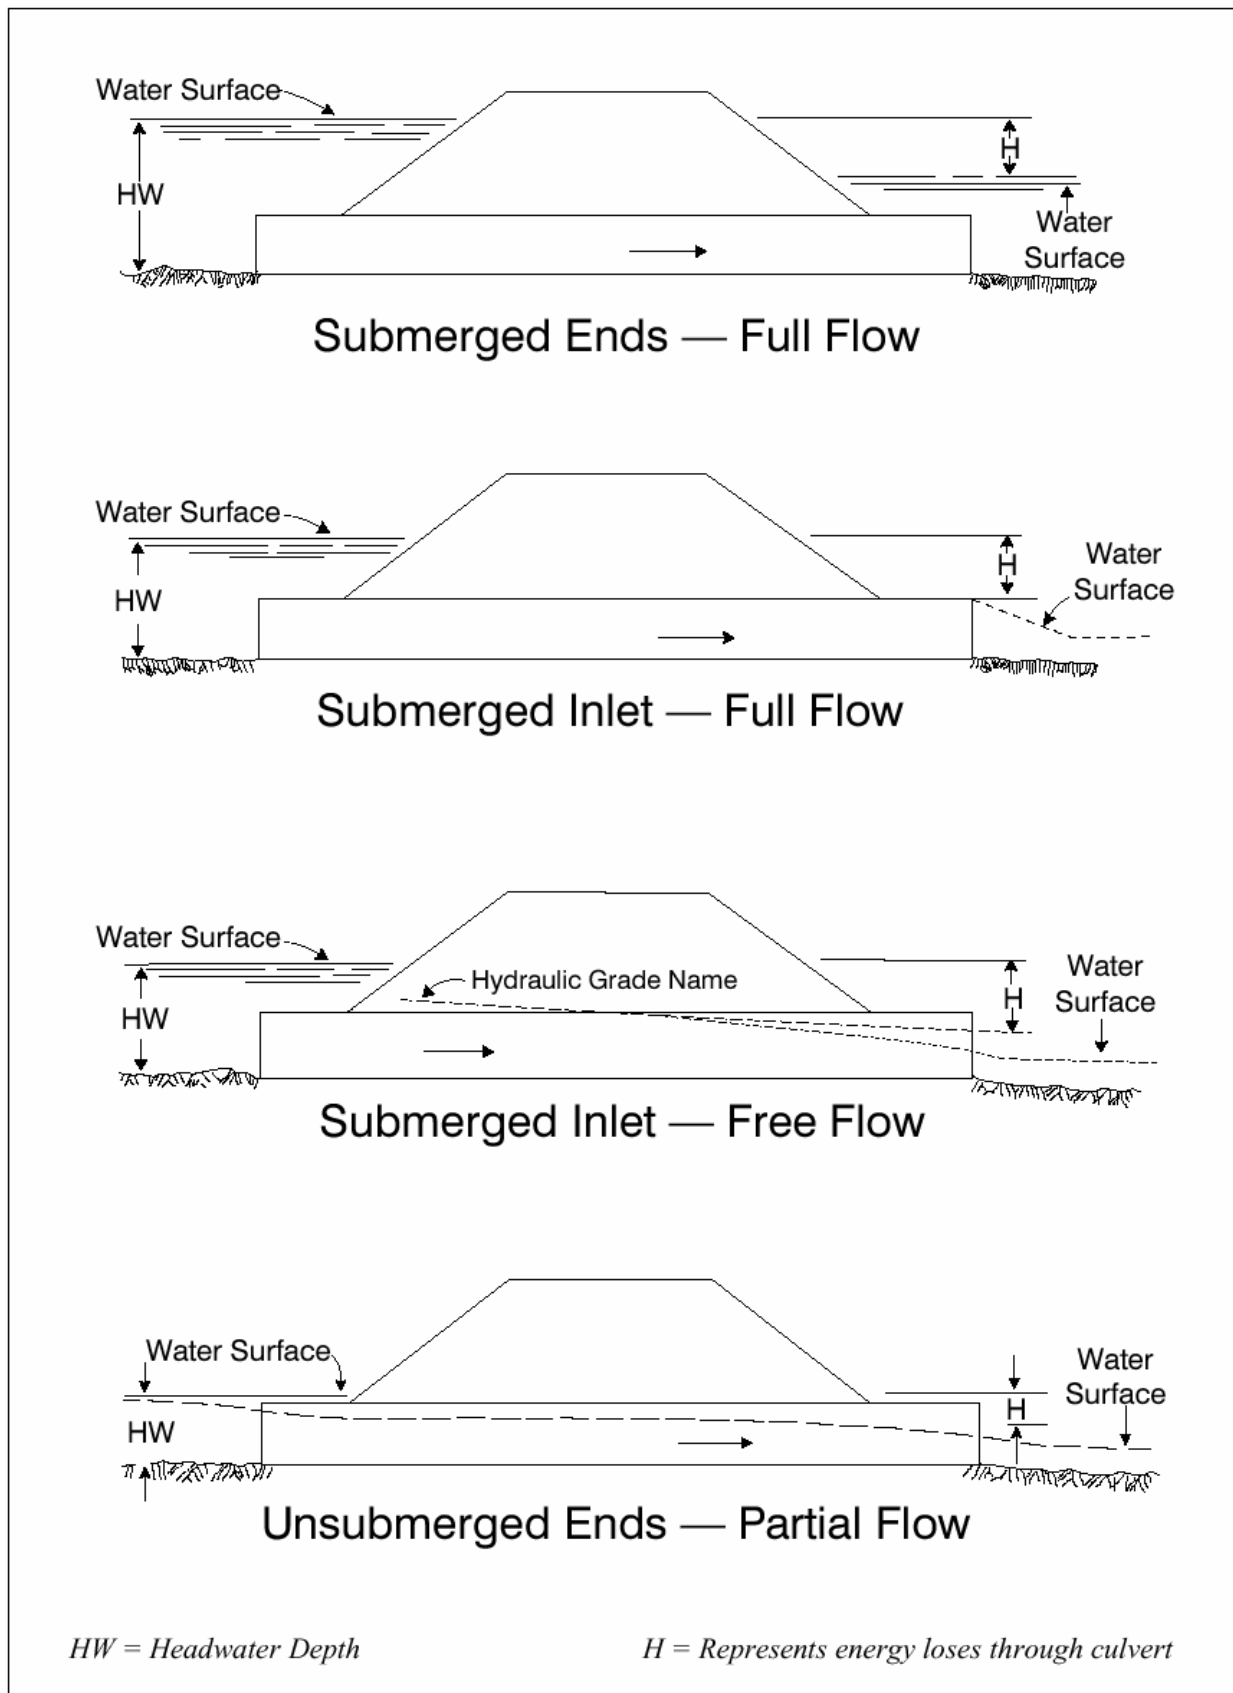 Water Surface
HW
H
Water
Surface
Submerged Ends — Full Flow
Water Surface
HW
H
Water
Surface
Submerged Inlet — Full Flow
Water Surface
Hydraulic Grade Name
HW
H
Water
Surface
Submerged Inlet — Free Flow
Water Surface
HW
H
Water
Surface
Unsubmerged Ends — Partial Flow
HW = Headwater Depth
H = Represents energy loses through culvert